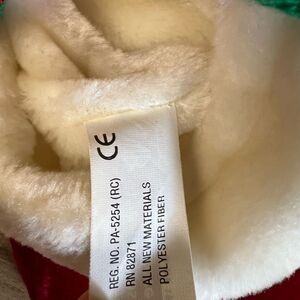 CE
REG. NO. PA-5254 (RC)
RN 82871
ALL NEW MATERIALS
POLYESTER FIBER